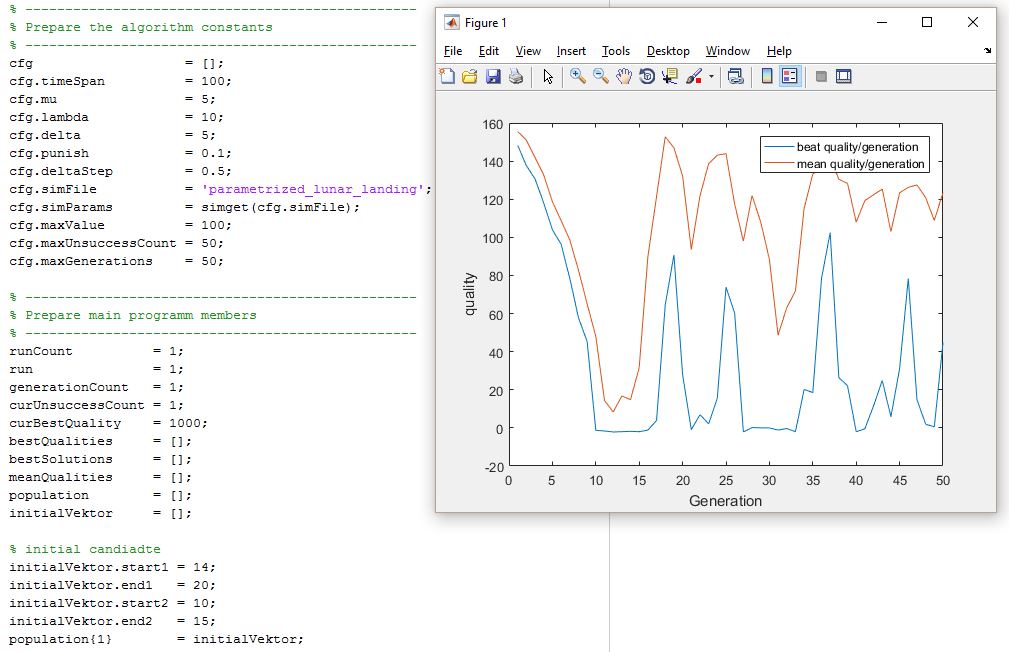 % -------------------------------------------------
% Prepare the algorithm constants
% -------------------------------------------------
cfg = [];
cfg.timeSpan = 100;
cfg.mu = 5;
cfg.lambda = 10;
cfg.delta = 5;
cfg.punish = 0.1;
cfg.deltaStep = 0.5;
cfg.simFile = 'parametrized_lunar_landing';
cfg.simParams = simget(cfg.simFile);
cfg.maxValue = 100;
cfg.maxUnsuccessCount = 50;
cfg.maxGenerations = 50;
% -------------------------------------------------
% Prepare main programm members
% -------------------------------------------------
runCount = 1;
run = 1;
generationCount = 1;
curUnsuccessCount = 1;
curBestQuality = 1000;
bestQualities = [];
bestSolutions = [];
meanQualities = [];
population = [];
initialVektor = [];
% initial candiadte
initialVektor.start1 = 14;
initialVektor.end1 = 20;
initialVektor.start2 = 10;
initialVektor.end2 = 15;
population{1} = initialVektor;
Figure 1
File Edit View Insert Tools Desktop Window Help
160
140
120
100
80
60
40
20
0
-20
quality
beat quality/generation
mean quality/generation
0 5 10 15 20 25 30 35 40 45 50
Generation